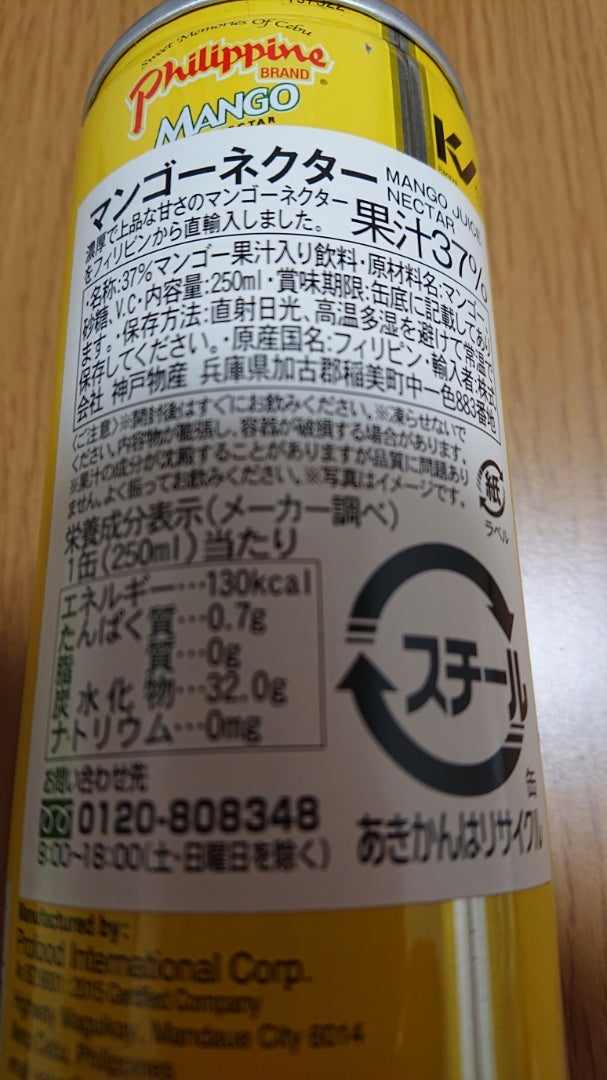 Sweet Memories Of Cebu
Philippine
BRAND
®
MANGO
マンゴーネクター
MANGO JUICE
NECTAR
濃厚で上品な甘さのマンゴーネクター
をフィリピンから直輸入しました。
果汁37%
・名称:37%マンゴー果汁入り飲料・原材料名:マンゴー、
砂糖、V.C・内容量:250ml・賞味期限:缶底に記載してあり
ます。・保存方法:直射日光、高温多湿を避けて常温で
保存してください。・原産国名:フィリピン・輸入者:株式
会社 神戸物産 兵庫県加古郡稲美町中一色883番地
〈ご注意〉※開封後はすぐにお飲みください。※凍らせないで
ください。内容物が膨張し、容器が破損する場合があります。
※果汁の成分が沈殿することがありますが品質に問題あり
ません。よく振ってお飲みください。※写真はイメージです。
紙
ラベル
栄養成分表示(メーカー調べ)
1缶(250ml)当たり
エネルギー…130kcal
たんぱく質…0.7g
脂質…0g
炭水化物…32.0g
ナトリウム…0mg
スチール
缶
あきかんはリサイクル
お問い合わせ先
0120-808348
9:00~18:00(土・日曜日を除く)
Manufactured by:
Profood International Corp.
An ISO 9001:2015 Certified Company
Highway Maguikay, Mandaue City 6014
Philippines